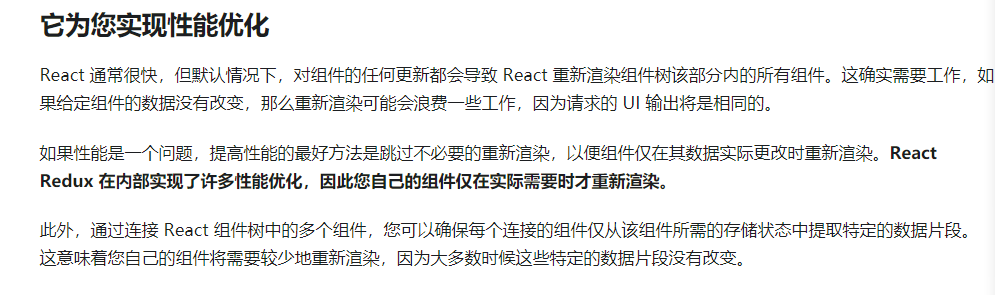 它为您实现性能优化
React 通常很快，但默认情况下，对组件的任何更新都会导致 React 重新渲染组件树该部分内的所有组件。这确实需要工作，如
果给定组件的数据没有改变，那么重新渲染可能会浪费一些工作，因为请求的 UI 输出将是相同的。
如果性能是一个问题，提高性能的最好方法是跳过不必要的重新渲染，以便组件仅在其数据实际更改时重新渲染。React
Redux 在内部实现了许多性能优化，因此您自己的组件仅在实际需要时才重新渲染。
此外，通过连接 React 组件树中的多个组件，您可以确保每个连接的组件仅从该组件所需的存储状态中提取特定的数据片段。
这意味着您自己的组件将需要较少地重新渲染，因为大多数时候这些特定的数据片段没有改变。